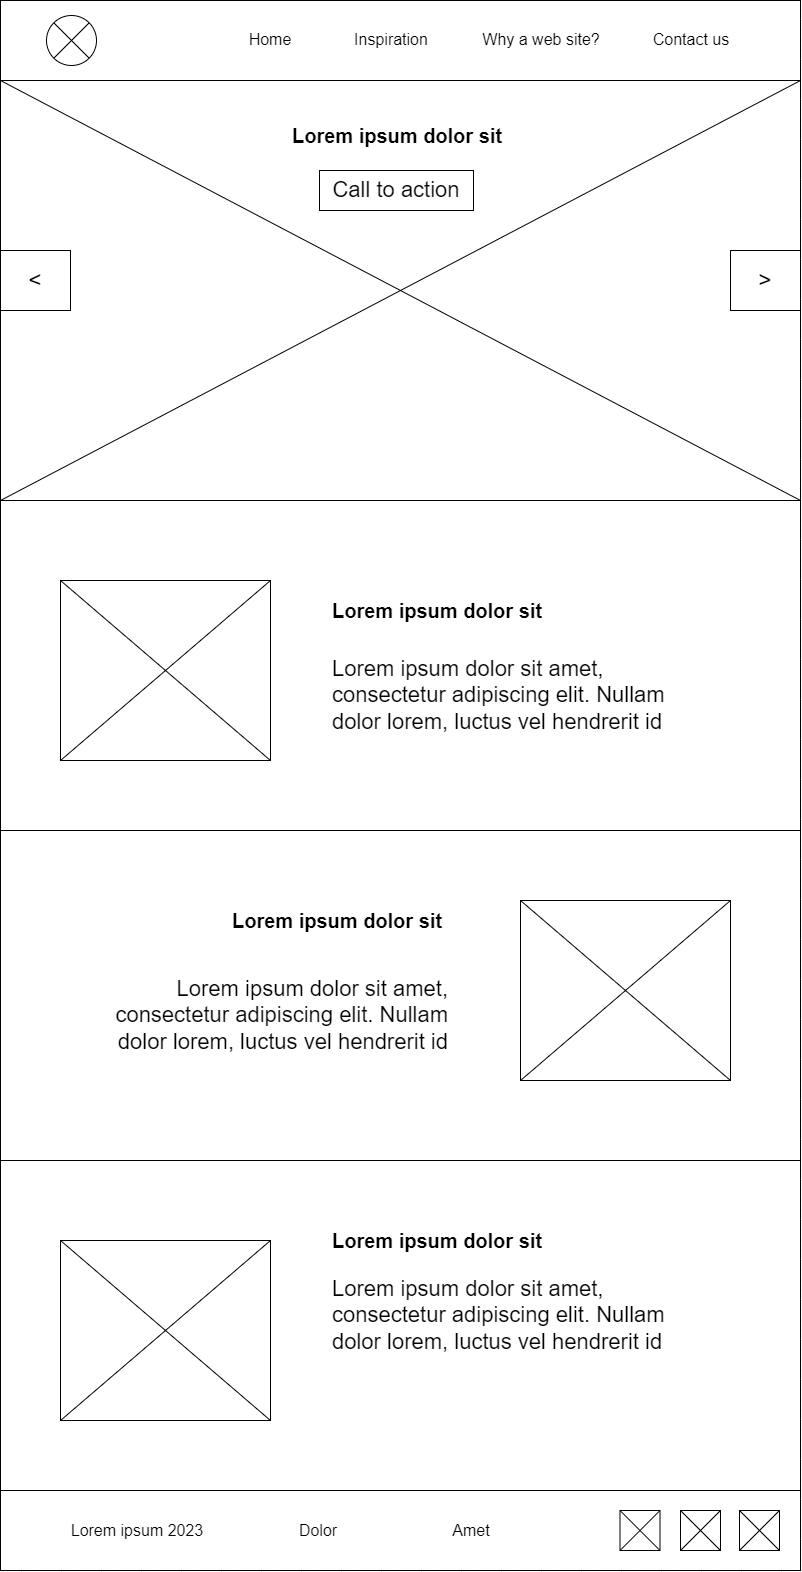 Home Inspiration Why a web site? Contact us
Lorem ipsum dolor sit
Call to action
< >
Lorem ipsum dolor sit
Lorem ipsum dolor sit amet,
consectetur adipiscing elit. Nullam
dolor lorem, luctus vel hendrerit id
Lorem ipsum dolor sit
Lorem ipsum dolor sit amet,
consectetur adipiscing elit. Nullam
dolor lorem, luctus vel hendrerit id
Lorem ipsum dolor sit
Lorem ipsum dolor sit amet,
consectetur adipiscing elit. Nullam
dolor lorem, luctus vel hendrerit id
Lorem ipsum 2023 Dolor Amet